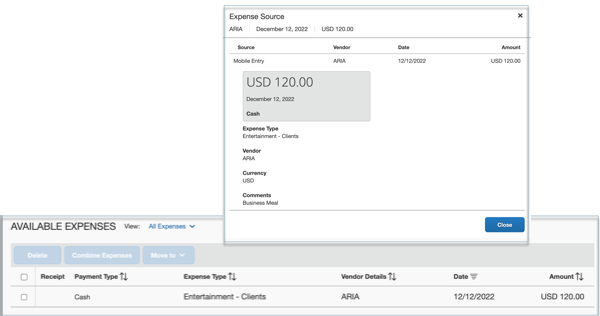 Expense Source
ARIA December 12, 2022 USD 120.00
Source Vendor Date Amount
Mobile Entry ARIA 12/12/2022 USD 120.00
USD 120.00
December 12, 2022
Cash
Expense Type
Entertainment - Clients
Vendor
ARIA
Currency
USD
Comments
Business Meal
Close
AVAILABLE EXPENSES View: All Expenses
Delete Combine Expenses Move to
Receipt Payment Type Expense Type Vendor Details Date Amount
Cash Entertainment - Clients ARIA 12/12/2022 USD 120.00